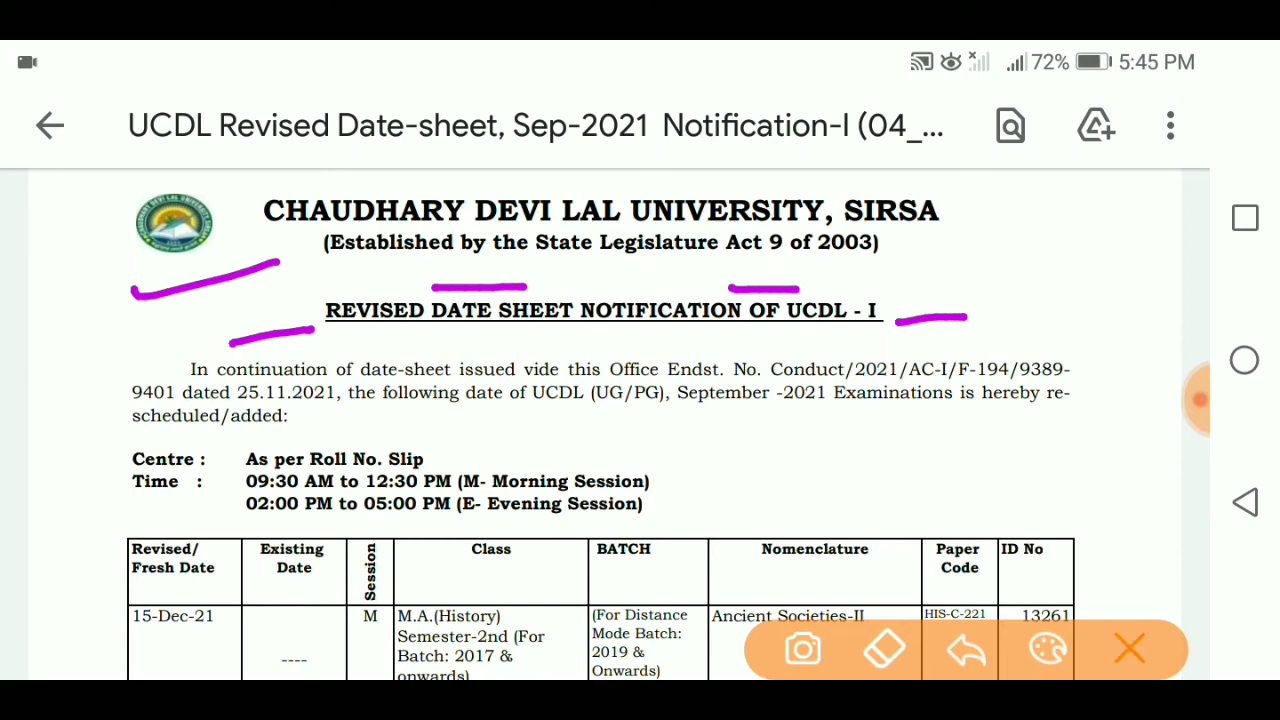 72% 5:45 PM
UCDL Revised Date-sheet, Sep-2021 Notification-I (04_...
CHAUDHARY DEVI LAL UNIVERSITY, SIRSA
(Established by the State Legislature Act 9 of 2003)
REVISED DATE SHEET NOTIFICATION OF UCDL - I
In continuation of date-sheet issued vide this Office Endst. No. Conduct/2021/AC-I/F-194/9389-
9401 dated 25.11.2021, the following date of UCDL (UG/PG), September -2021 Examinations is hereby re-
scheduled/added:
Centre : As per Roll No. Slip
Time : 09:30 AM to 12:30 PM (M- Morning Session)
02:00 PM to 05:00 PM (E- Evening Session)
Revised/ Existing Session Class BATCH Nomenclature Paper ID No
Fresh Date Date Code
15-Dec-21 M M.A.(History) (For Distance Ancient Societies-II HIS-C-221 13261
Semester-2nd (For Mode Batch:
---- Batch: 2017 & 2019 &
onwards) Onwards)